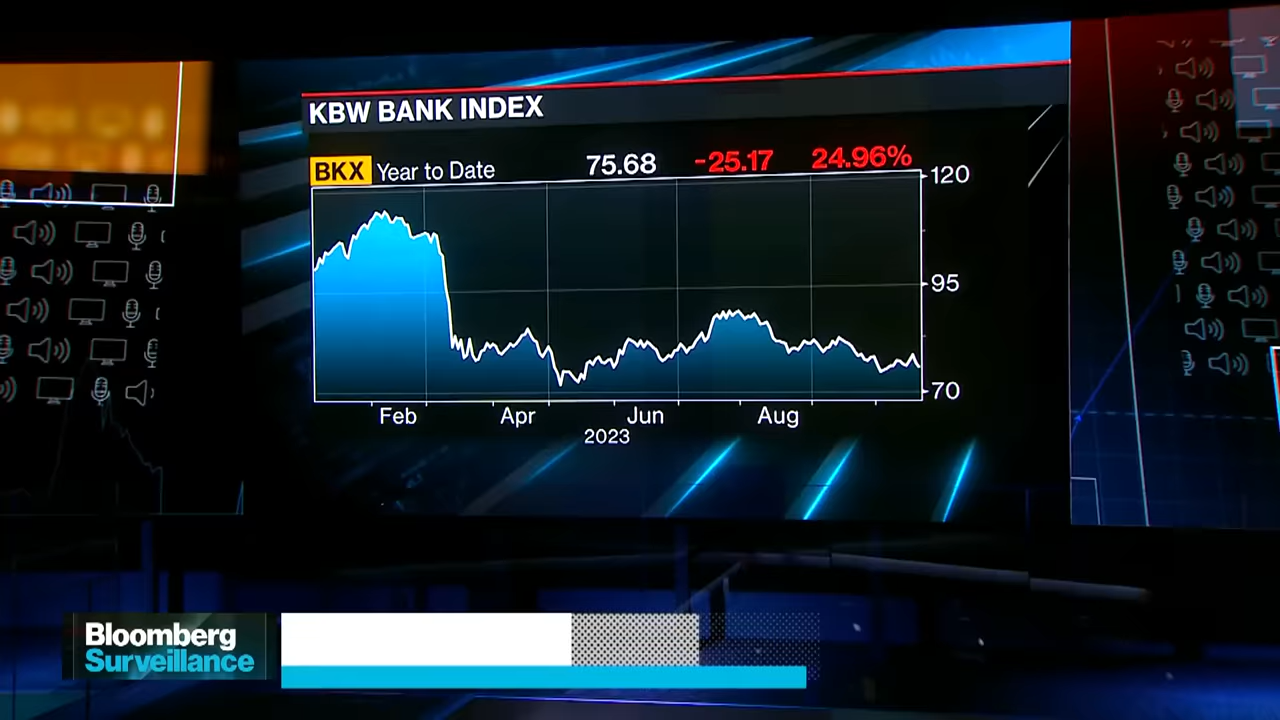 KBW BANK INDEX
BKX Year to Date 75.68 -25.17 24.96%
120
95
70
Feb Apr Jun Aug
2023
Bloomberg
Surveillance